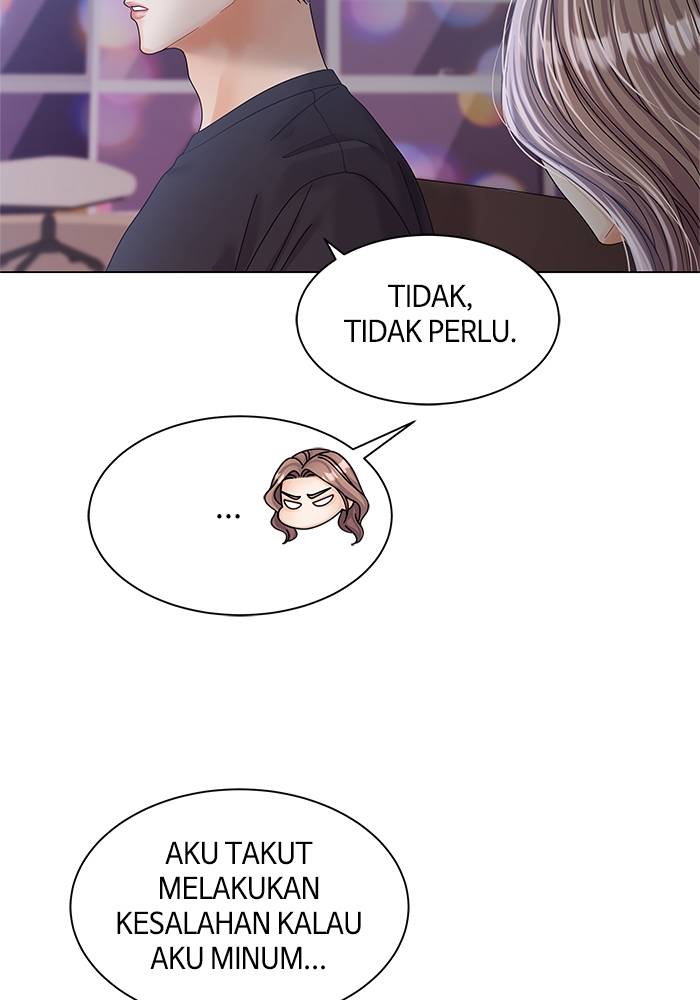 TIDAK,
TIDAK PERLU.
...
AKU TAKUT
MELAKUKAN
KESALAHAN KALAU
AKU MINUM...